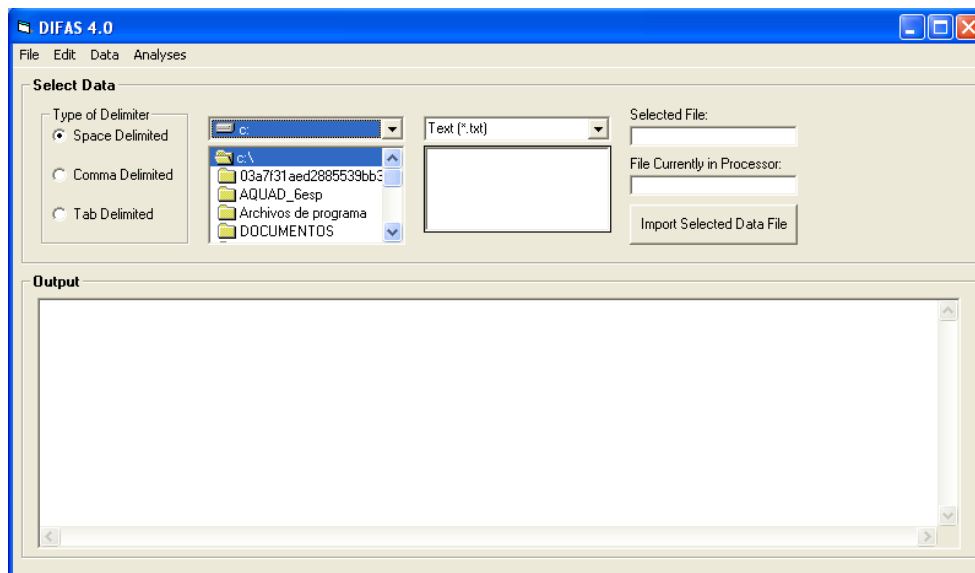 DIFAS 4.0
File Edit Data Analyses
Select Data
Type of Delimiter
Space Delimited
Comma Delimited
Tab Delimited
c:
c:\
03a7f31aed2885539bb3
AQUAD_6esp
Archivos de programa
DOCUMENTOS
Text (*.txt)
Selected File:
File Currently in Processor:
Import Selected Data File
Output